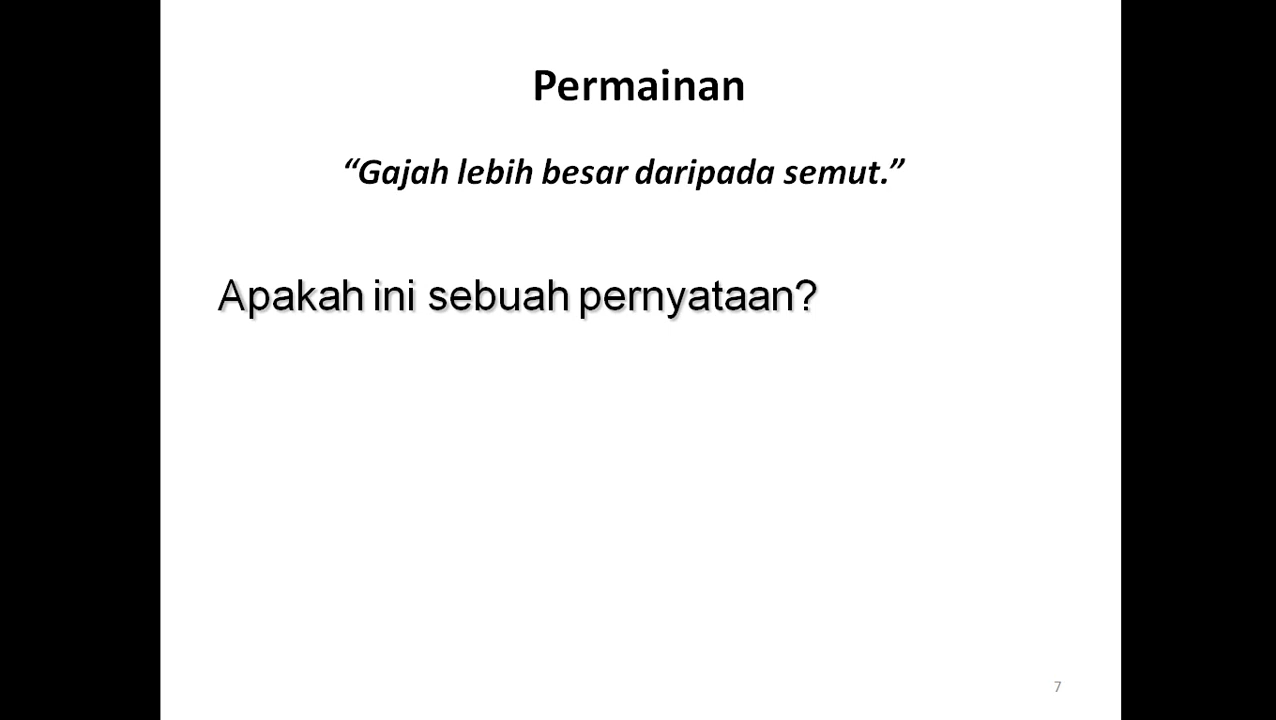 Permainan
“Gajah lebih besar daripada semut.”
Apakah ini sebuah pernyataan?
7